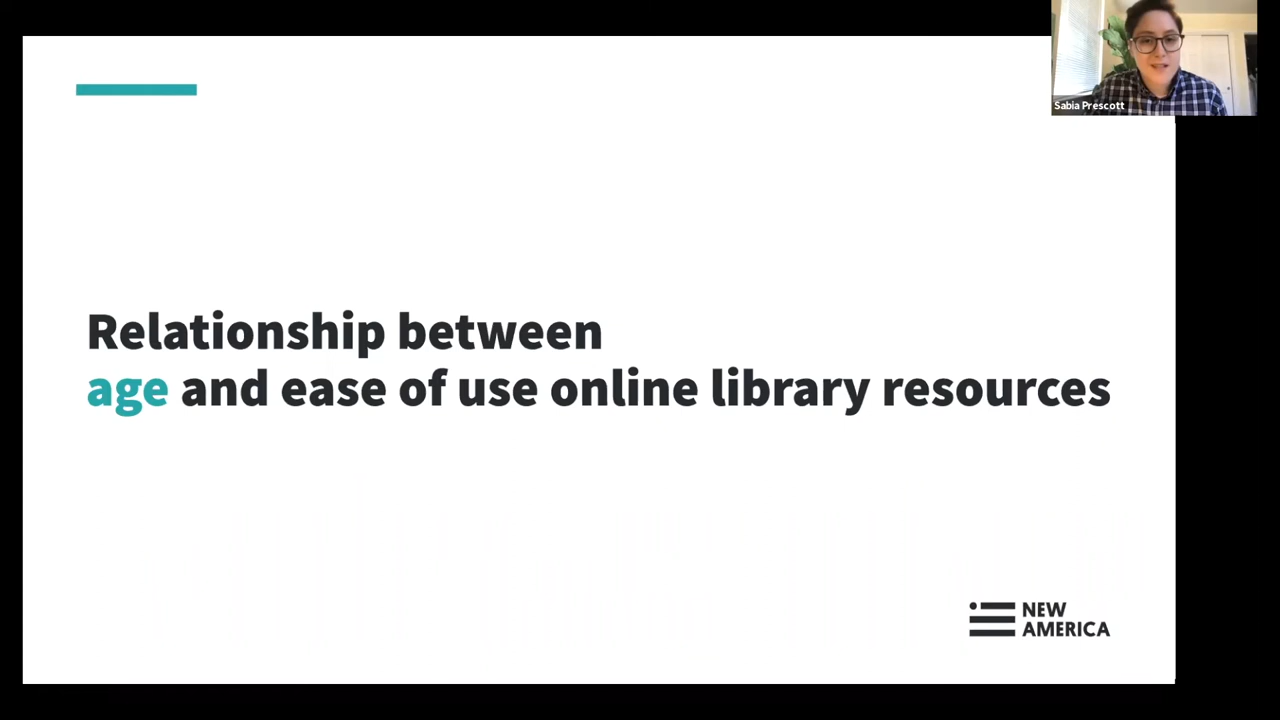 Sabia Prescott
Relationship between
age and ease of use online library resources
NEW
AMERICA